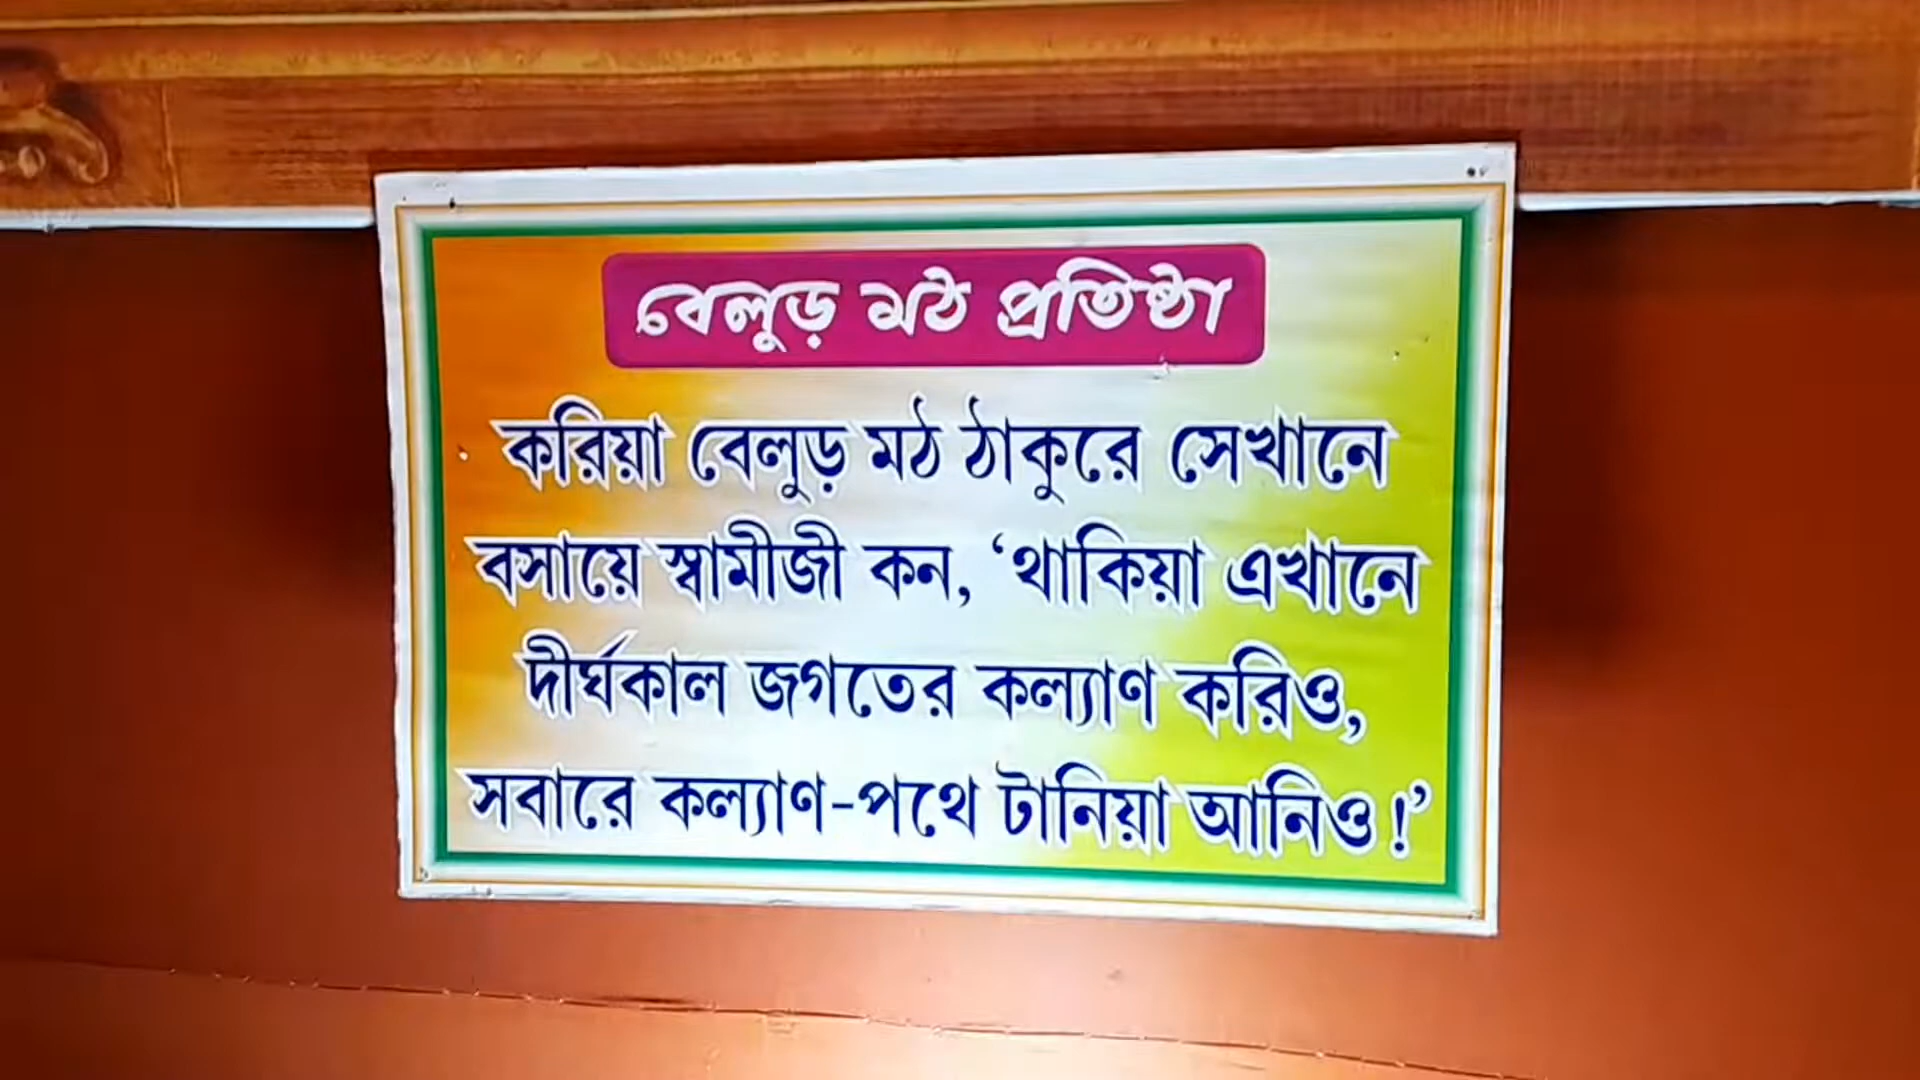 বেলুড় মঠ প্রতিষ্ঠা
করিয়া বেলুড় মঠ ঠাকুরে সেখানে
বসায়ে স্বামীজী কন, ‘থাকিয়া এখানে
দীর্ঘকাল জগতের কল্যাণ করিও,
সবারে কল্যাণ-পথে টানিয়া আনিও!’